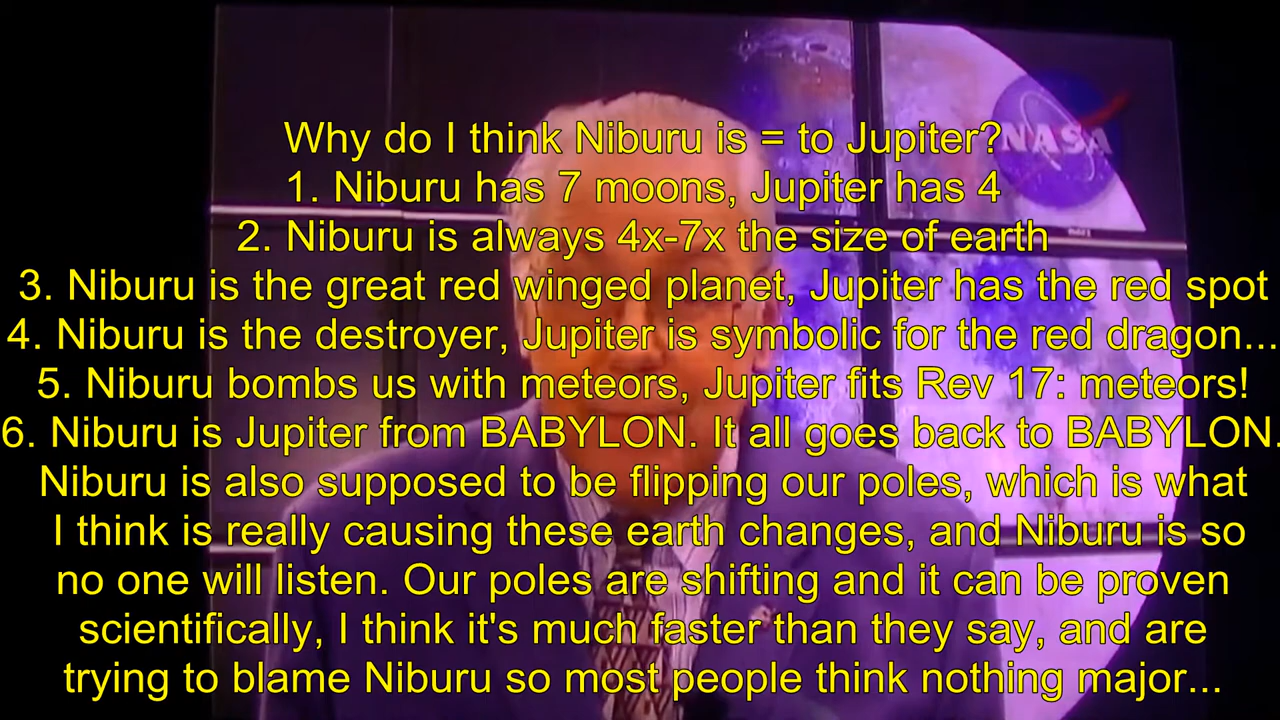 Why do I think Niburu is = to Jupiter?
NASA
1. Niburu has 7 moons, Jupiter has 4
2. Niburu is always 4x-7x the size of earth
3. Niburu is the great red winged planet, Jupiter has the red spot
4. Niburu is the destroyer, Jupiter is symbolic for the red dragon...
5. Niburu bombs us with meteors, Jupiter fits Rev 17: meteors!
6. Niburu is Jupiter from BABYLON. It all goes back to BABYLON.
Niburu is also supposed to be flipping our poles, which is what
I think is really causing these earth changes, and Niburu is so
no one will listen. Our poles are shifting and it can be proven
scientifically, I think it's much faster than they say, and are
trying to blame Niburu so most people think nothing major...